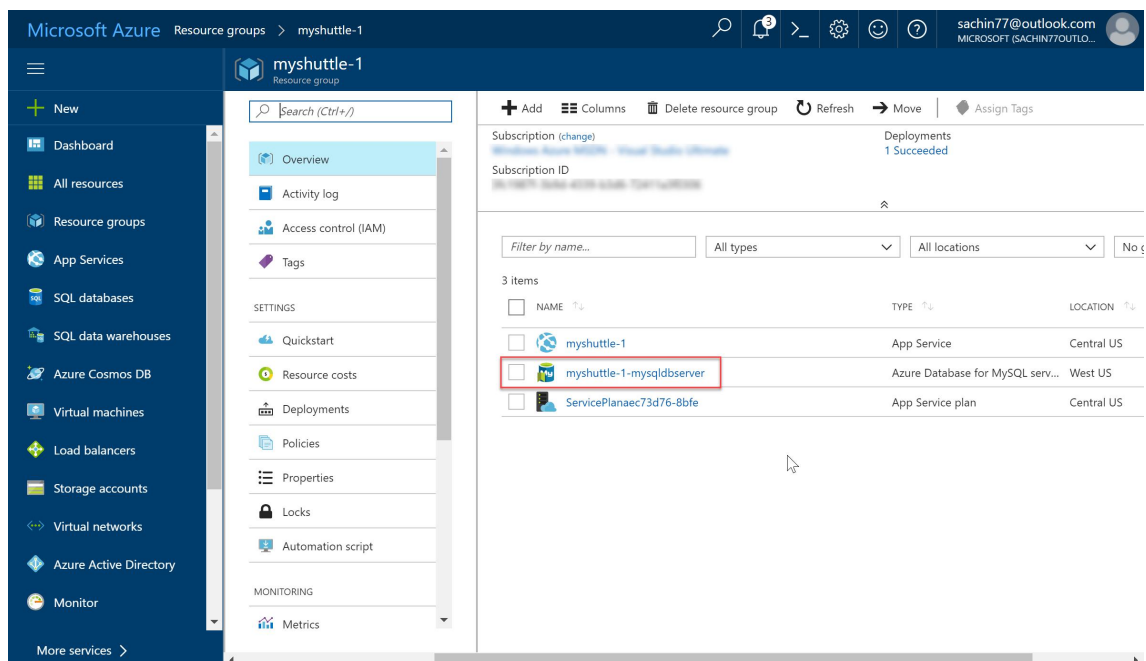 Microsoft Azure Resource groups > myshuttle-1
3
sachin77@outlook.com
MICROSOFT (SACHIN77OUTLO...
myshuttle-1
Resource group
New
Dashboard
All resources
Resource groups
App Services
SQL databases
SQL data warehouses
Azure Cosmos DB
Virtual machines
Load balancers
Storage accounts
Virtual networks
Azure Active Directory
Monitor
More services >
Search (Ctrl+/)
Overview
Activity log
Access control (IAM)
Tags
SETTINGS
Quickstart
Resource costs
Deployments
Policies
Properties
Locks
Automation script
MONITORING
Metrics
Add Columns Delete resource group Refresh Move Assign Tags
Subscription (change)
Subscription ID
Deployments
1 Succeeded
Filter by name... All types All locations No
3 items
NAME TYPE LOCATION
myshuttle-1 App Service Central US
myshuttle-1-mysqldbserver Azure Database for MySQL serv... West US
ServicePlanaec73d76-8bfe App Service plan Central US